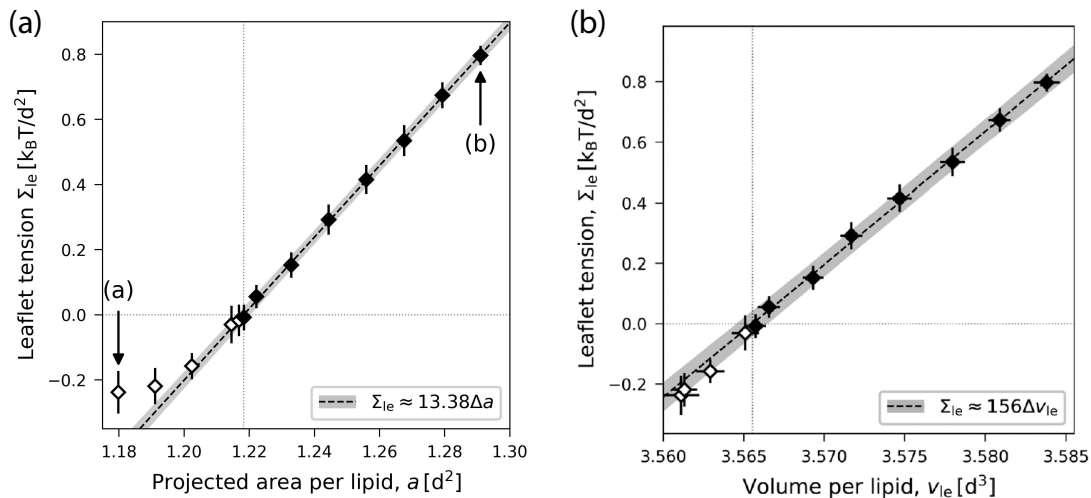 (a)
Leaflet tension Σle [kBT/d²]
0.8
0.6
0.4
0.2
0.0
−0.2
(a)
(b)
Σle ≈ 13.38Δa
1.18 1.20 1.22 1.24 1.26 1.28 1.30
Projected area per lipid, a [d²]
(b)
Leaflet tension, Σle [kBT/d²]
0.8
0.6
0.4
0.2
0.0
−0.2
Σle ≈ 156Δvle
3.560 3.565 3.570 3.575 3.580 3.585
Volume per lipid, vle [d³]